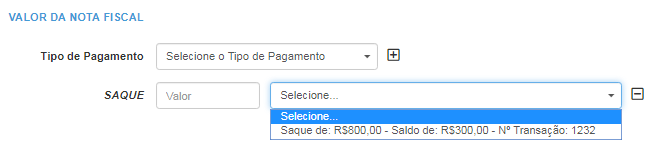 VALOR DA NOTA FISCAL
Tipo de Pagamento Selecione o Tipo de Pagamento
SAQUE Valor Selecione...
Selecione...
Saque de: R$800,00 - Saldo de: R$300,00 - Nº Transação: 1232